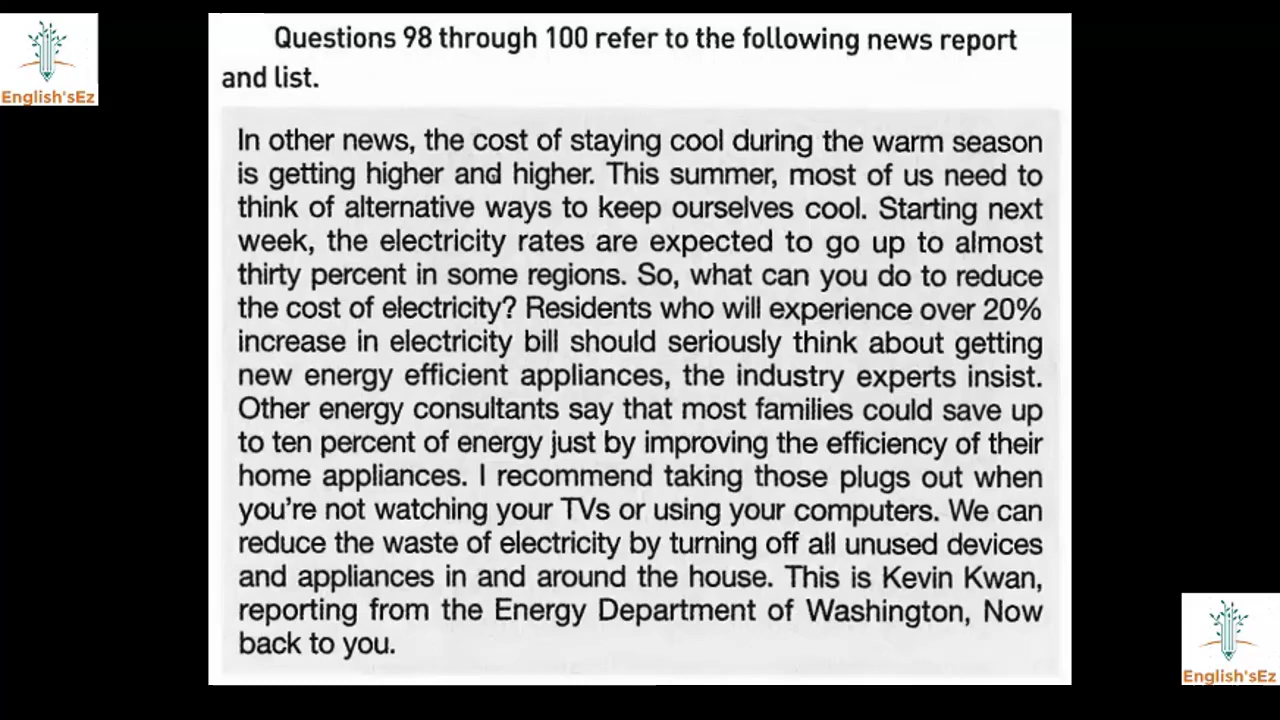 English'sEz
Questions 98 through 100 refer to the following news report
and list.
In other news, the cost of staying cool during the warm season
is getting higher and higher. This summer, most of us need to
think of alternative ways to keep ourselves cool. Starting next
week, the electricity rates are expected to go up to almost
thirty percent in some regions. So, what can you do to reduce
the cost of electricity? Residents who will experience over 20%
increase in electricity bill should seriously think about getting
new energy efficient appliances, the industry experts insist.
Other energy consultants say that most families could save up
to ten percent of energy just by improving the efficiency of their
home appliances. I recommend taking those plugs out when
you're not watching your TVs or using your computers. We can
reduce the waste of electricity by turning off all unused devices
and appliances in and around the house. This is Kevin Kwan,
reporting from the Energy Department of Washington, Now
back to you.
English'sEz